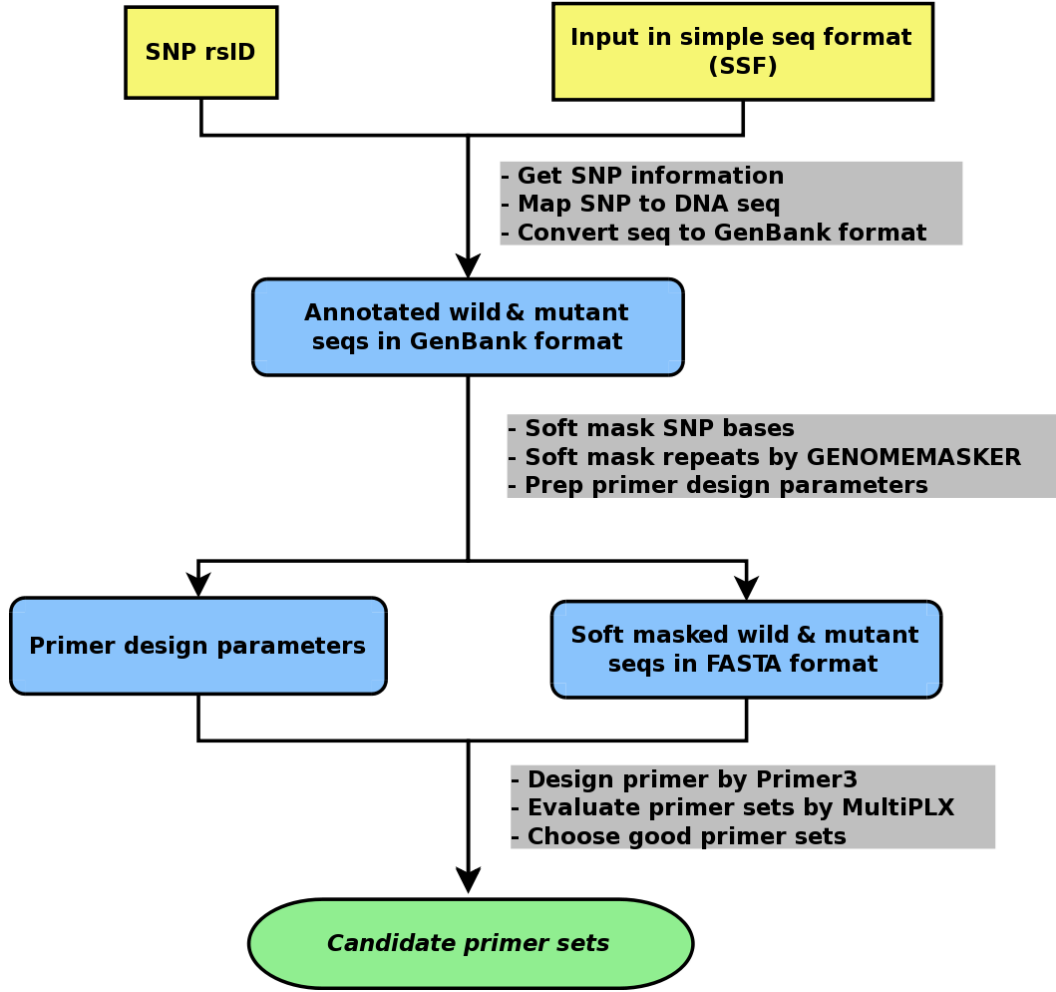 SNP rsID
Input in simple seq format
(SSF)
- Get SNP information
- Map SNP to DNA seq
- Convert seq to GenBank format
Annotated wild & mutant
seqs in GenBank format
- Soft mask SNP bases
- Soft mask repeats by GENOMEMASKER
- Prep primer design parameters
Primer design parameters
Soft masked wild & mutant
seqs in FASTA format
- Design primer by Primer3
- Evaluate primer sets by MultiPLX
- Choose good primer sets
Candidate primer sets